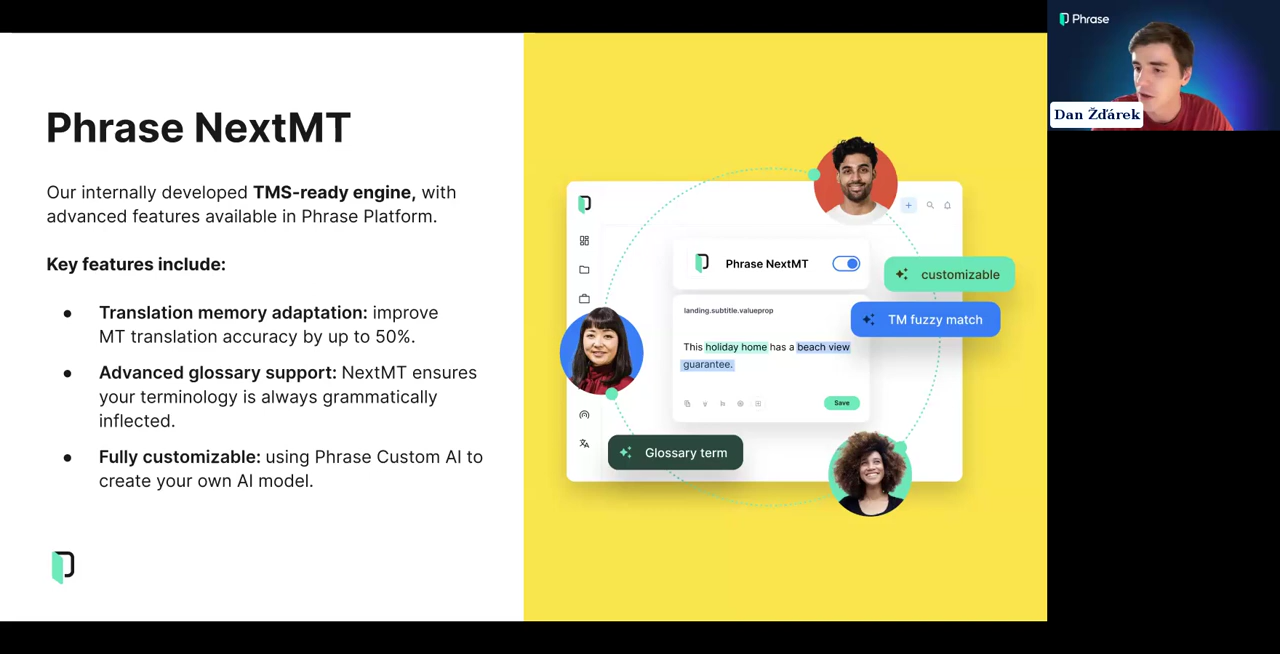 Phrase
Dan Žďárek
Phrase NextMT
Our internally developed TMS-ready engine, with
advanced features available in Phrase Platform.
Key features include:
● Translation memory adaptation: improve
MT translation accuracy by up to 50%.
● Advanced glossary support: NextMT ensures
your terminology is always grammatically
inflected.
● Fully customizable: using Phrase Custom AI to
create your own AI model.
Phrase NextMT
customizable
landing.subtitle.valueprop
TM fuzzy match
This holiday home has a beach view
guarantee.
Save
Glossary term